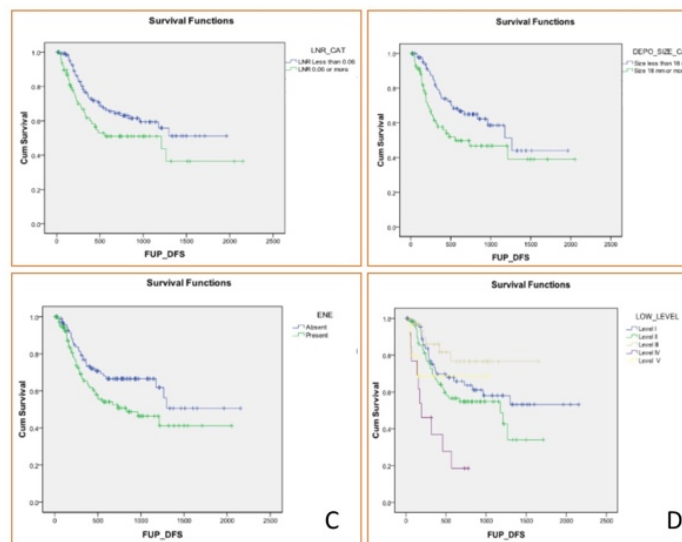 Survival Functions
LNR_CAT
LNR Less than 0.06
LNR 0.06 or more
Cum Survival
1.0
0.8
0.6
0.4
0.2
0.0
0 500 1000 1500 2000 2500
FUP_DFS
Survival Functions
DEPO_SIZE_C
Size less than 18
Size 18 mm or mor
Cum Survival
1.0
0.8
0.6
0.4
0.2
0.0
0 500 1000 1500 2000 2500
FUP_DFS
Survival Functions
ENE
Absent
Present
Cum Survival
1.0
0.8
0.6
0.4
0.2
0.0
0 500 1000 1500 2000 2500
FUP_DFS
C
Survival Functions
LOW_LEVEL
Level I
Level II
Level III
Level IV
Level V
Cum Survival
1.0
0.8
0.6
0.4
0.2
0.0
0 500 1000 1500 2000 2500
FUP_DFS
D